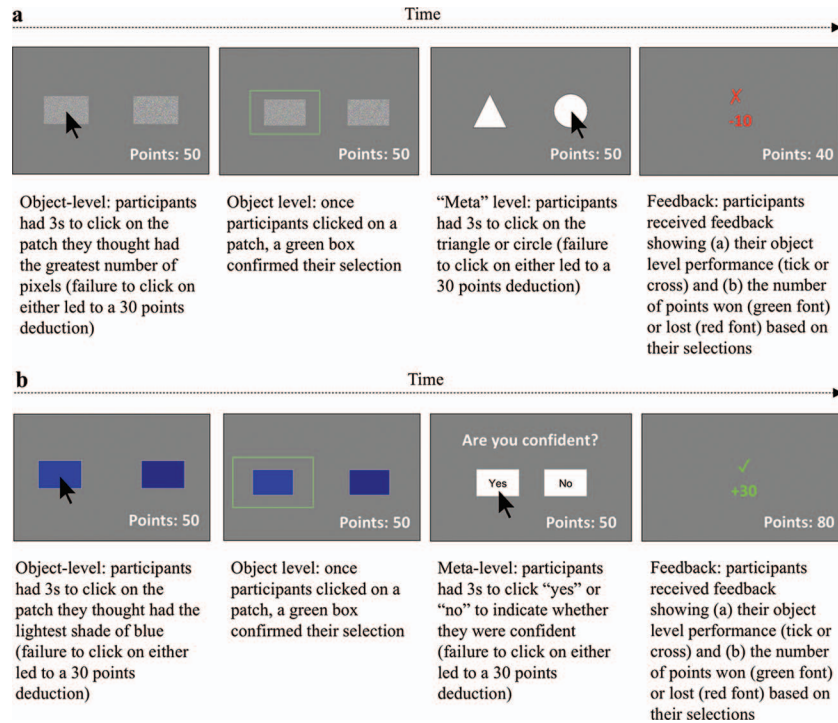 a
Time
Points: 50
Points: 50
Points: 50
X
-10
Points: 40
Object-level: participants
had 3s to click on the
patch they thought had
the greatest number of
pixels (failure to click on
either led to a 30 points
deduction)
Object level: once
participants clicked on a
patch, a green box
confirmed their selection
“Meta” level: participants
had 3s to click on the
triangle or circle (failure
to click on either led to a
30 points deduction)
Feedback: participants
received feedback
showing (a) their object
level performance (tick or
cross) and (b) the number
of points won (green font)
or lost (red font) based on
their selections
b
Time
Points: 50
Points: 50
Are you confident?
Yes
No
Points: 50
✓
+30
Points: 80
Object-level: participants
had 3s to click on the
patch they thought had the
lightest shade of blue
(failure to click on either
led to a 30 points
deduction)
Object level: once
participants clicked on a
patch, a green box
confirmed their selection
Meta-level: participants
had 3s to click “yes” or
“no” to indicate whether
they were confident
(failure to click on either
led to a 30 points
deduction)
Feedback: participants
received feedback
showing (a) their object
level performance (tick or
cross) and (b) the number
of points won (green font)
or lost (red font) based on
their selections